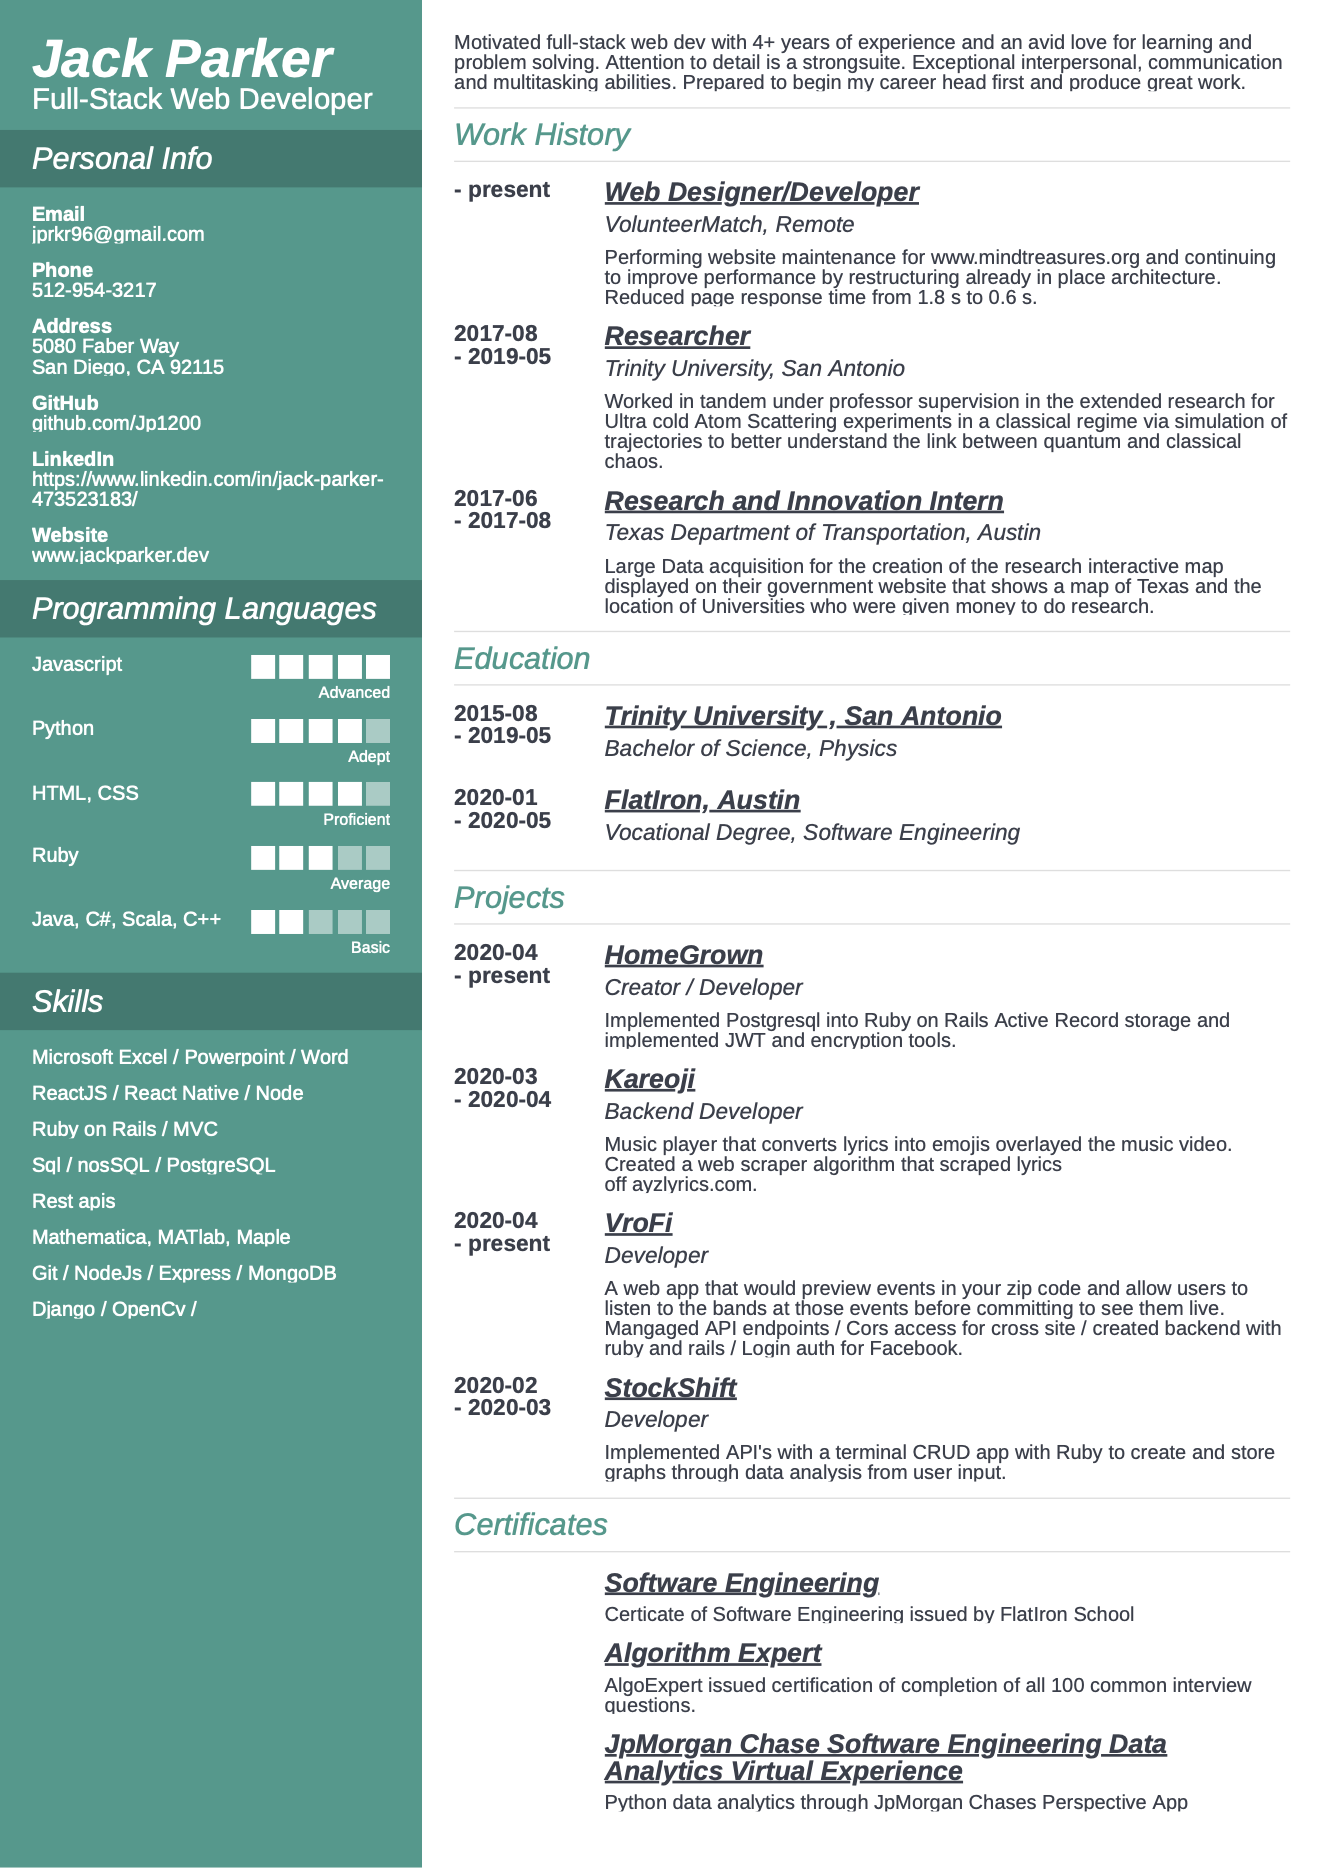 Jack Parker
Full-Stack Web Developer
Personal Info
Email
jprkr96@gmail.com
Phone
512-954-3217
Address
5080 Faber Way
San Diego, CA 92115
GitHub
github.com/Jp1200
LinkedIn
https://www.linkedin.com/in/jack-parker-
473523183/
Website
www.jackparker.dev
Programming Languages
Javascript
Advanced
Python
Adept
HTML, CSS
Proficient
Ruby
Average
Java, C#, Scala, C++
Basic
Skills
Microsoft Excel / Powerpoint / Word
ReactJS / React Native / Node
Ruby on Rails / MVC
Sql / nosSQL / PostgreSQL
Rest apis
Mathematica, MATlab, Maple
Git / NodeJs / Express / MongoDB
Django / OpenCv /
Motivated full-stack web dev with 4+ years of experience and an avid love for learning and
problem solving. Attention to detail is a strongsuite. Exceptional interpersonal, communication
and multitasking abilities. Prepared to begin my career head first and produce great work.
Work History
- present
Web Designer/Developer
VolunteerMatch, Remote
Performing website maintenance for www.mindtreasures.org and continuing
to improve performance by restructuring already in place architecture.
Reduced page response time from 1.8 s to 0.6 s.
2017-08
- 2019-05
Researcher
Trinity University, San Antonio
Worked in tandem under professor supervision in the extended research for
Ultra cold Atom Scattering experiments in a classical regime via simulation of
trajectories to better understand the link between quantum and classical
chaos.
2017-06
- 2017-08
Research and Innovation Intern
Texas Department of Transportation, Austin
Large Data acquisition for the creation of the research interactive map
displayed on their government website that shows a map of Texas and the
location of Universities who were given money to do research.
Education
2015-08
- 2019-05
Trinity University , San Antonio
Bachelor of Science, Physics
2020-01
- 2020-05
FlatIron, Austin
Vocational Degree, Software Engineering
Projects
2020-04
- present
HomeGrown
Creator / Developer
Implemented Postgresql into Ruby on Rails Active Record storage and
implemented JWT and encryption tools.
2020-03
- 2020-04
Kareoji
Backend Developer
Music player that converts lyrics into emojis overlayed the music video.
Created a web scraper algorithm that scraped lyrics
off ayzlyrics.com.
2020-04
- present
VroFi
Developer
A web app that would preview events in your zip code and allow users to
listen to the bands at those events before committing to see them live.
Mangaged API endpoints / Cors access for cross site / created backend with
ruby and rails / Login auth for Facebook.
2020-02
- 2020-03
StockShift
Developer
Implemented API's with a terminal CRUD app with Ruby to create and store
graphs through data analysis from user input.
Certificates
Software Engineering
Certicate of Software Engineering issued by FlatIron School
Algorithm Expert
AlgoExpert issued certification of completion of all 100 common interview
questions.
JpMorgan Chase Software Engineering Data
Analytics Virtual Experience
Python data analytics through JpMorgan Chases Perspective App